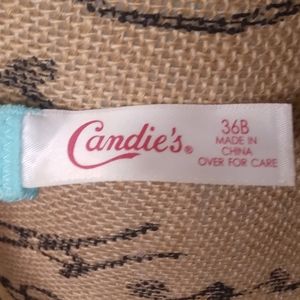 Candie's®
36B
MADE IN
CHINA
OVER FOR CARE